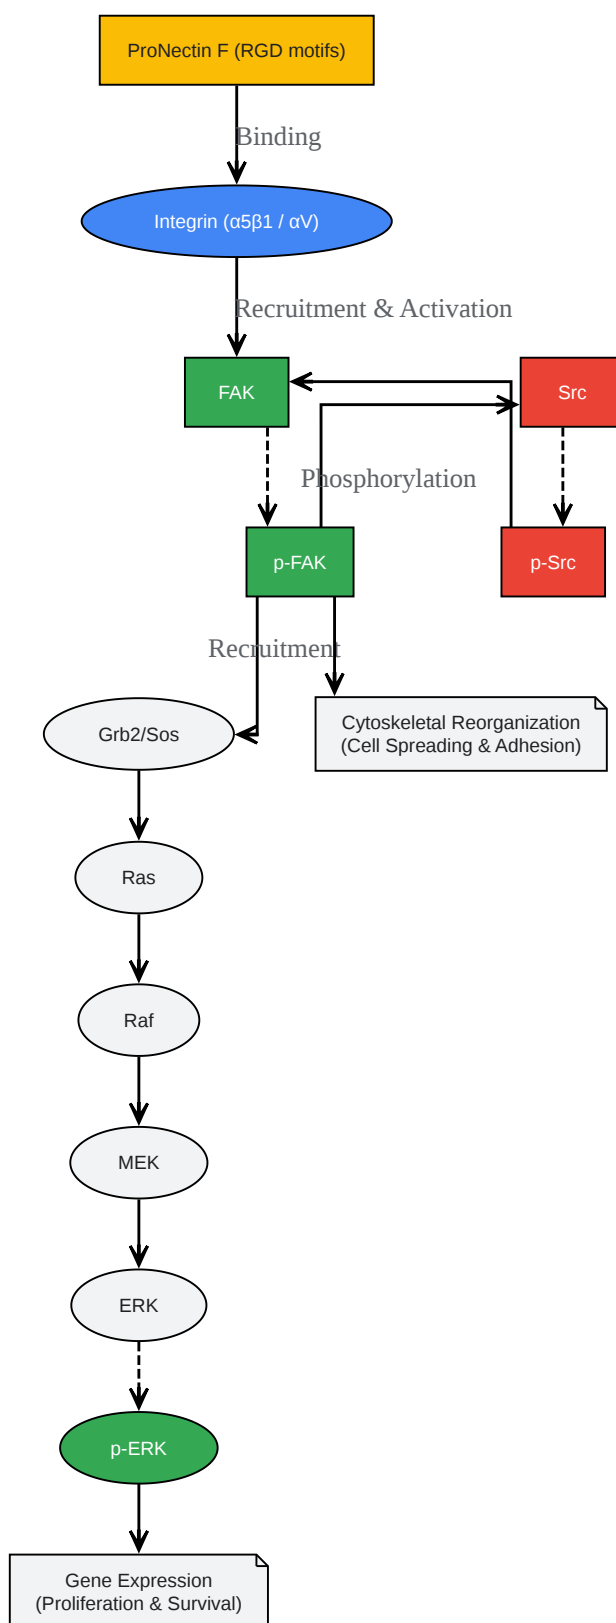 ProNectin F (RGD motifs)
Binding
Integrin (α5β1 / αV)
Recruitment & Activation
FAK
Src
Phosphorylation
p-FAK
p-Src
Recruitment
Grb2/Sos
Cytoskeletal Reorganization
(Cell Spreading & Adhesion)
Ras
Raf
MEK
ERK
p-ERK
Gene Expression
(Proliferation & Survival)